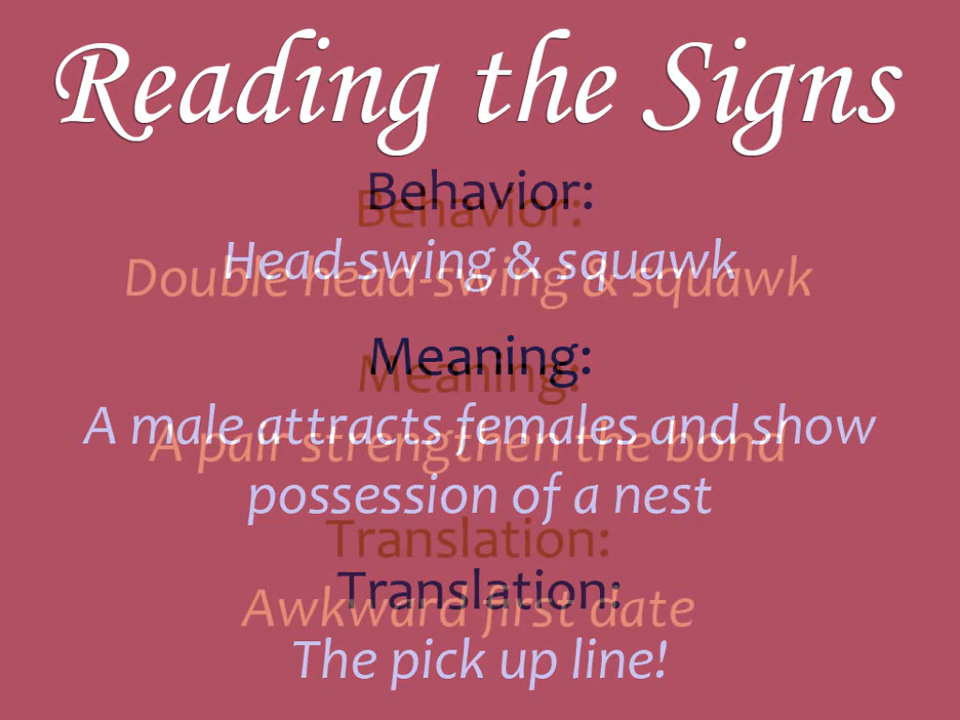 Reading the Signs
Behavior:
Behavior:
Head-swing & squawk
Double head-swing & squawk
Meaning:
Meaning:
A male attracts females and show
A pair strengthen the bond
possession of a nest
Translation:
Translation:
Awkward first date
The pick up line!